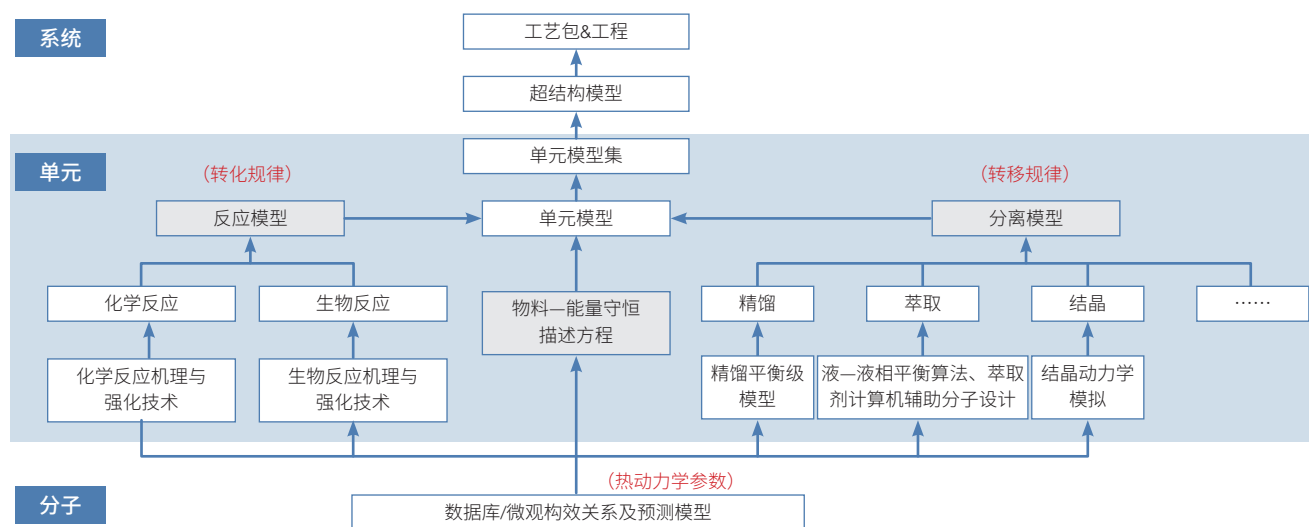 系统
工艺包&工程
超结构模型
单元
单元模型集
（转化规律）
（转移规律）
反应模型
单元模型
分离模型
化学反应
生物反应
物料—能量守恒
描述方程
精馏
萃取
结晶
……
化学反应机理与
强化技术
生物反应机理与
强化技术
精馏平衡级
模型
液—液相平衡算法、萃取
剂计算机辅助分子设计
结晶动力学
模拟
分子
（热动力学参数）
数据库/微观构效关系及预测模型